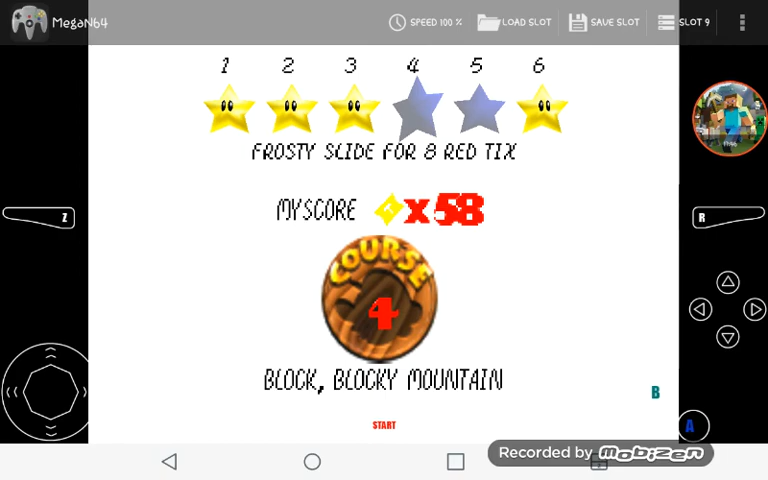 MegaN64
SPEED 100 %
LOAD SLOT
SAVE SLOT
SLOT 9
1 2 3 4 5 6
FROSTY SLIDE FOR 8 RED TIX
MYSCORE x58
Z
R
COURSE
4
BLOCK, BLOCKY MOUNTAIN
B
START
A
Recorded by mobizen